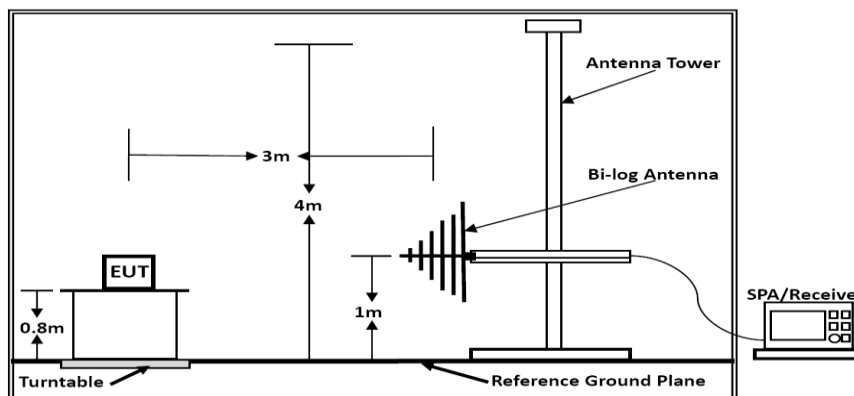 Antenna Tower
3m
Bi-log Antenna
4m
EUT
0.8m
1m
SPA/Receive
Turntable
Reference Ground Plane